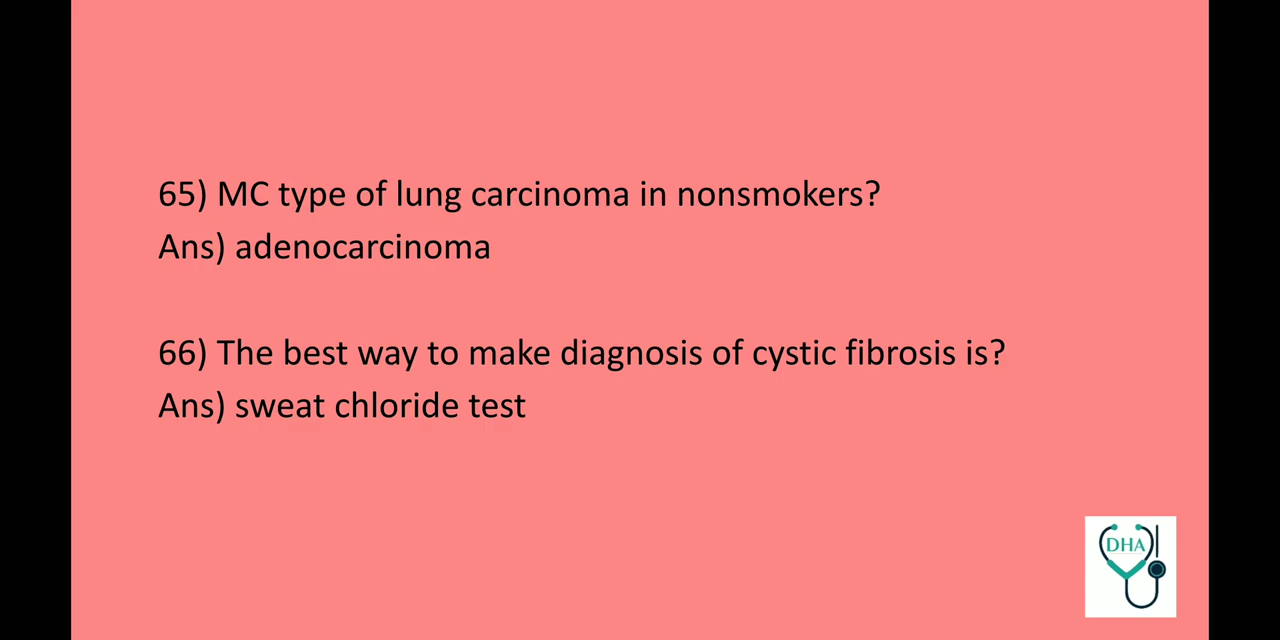 65) MC type of lung carcinoma in nonsmokers?
Ans) adenocarcinoma
66) The best way to make diagnosis of cystic fibrosis is?
Ans) sweat chloride test
DHA